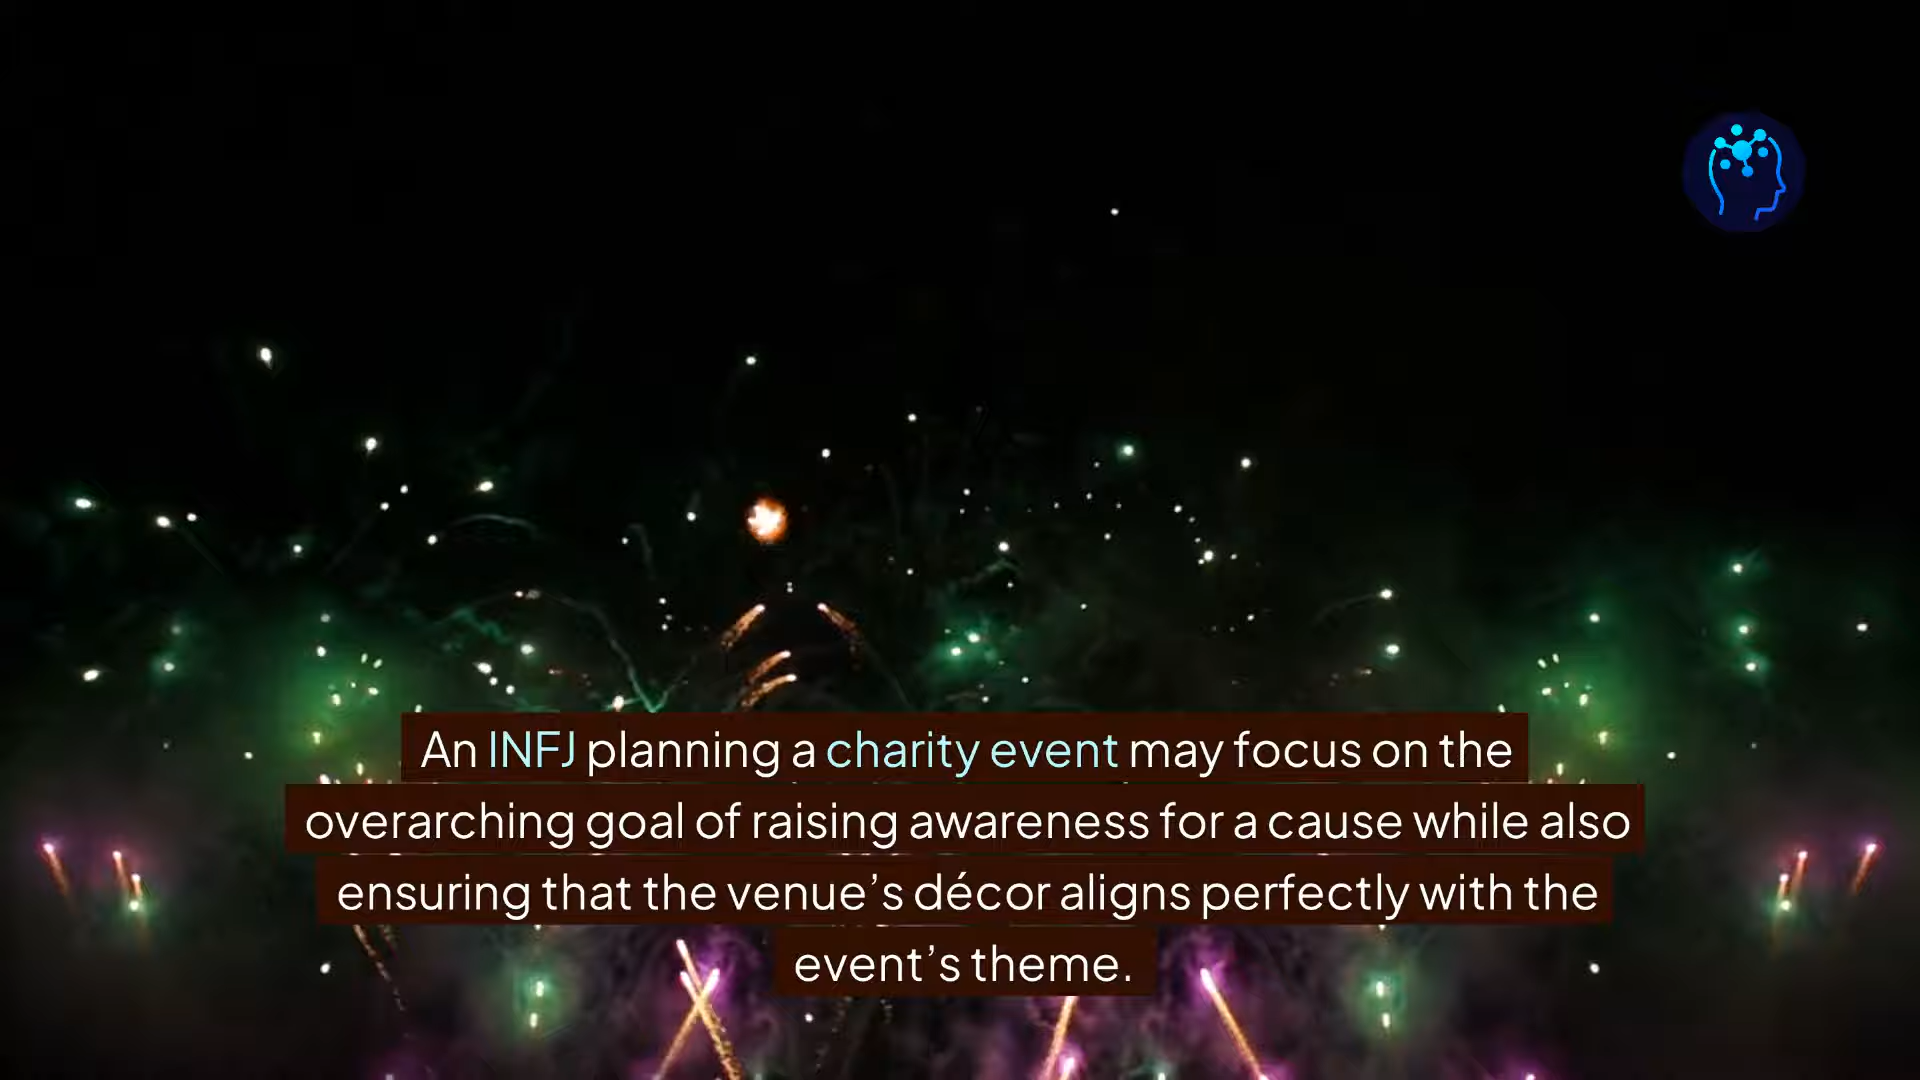 An INFJ planning a charity event may focus on the
overarching goal of raising awareness for a cause while also
ensuring that the venue’s décor aligns perfectly with the
event’s theme.